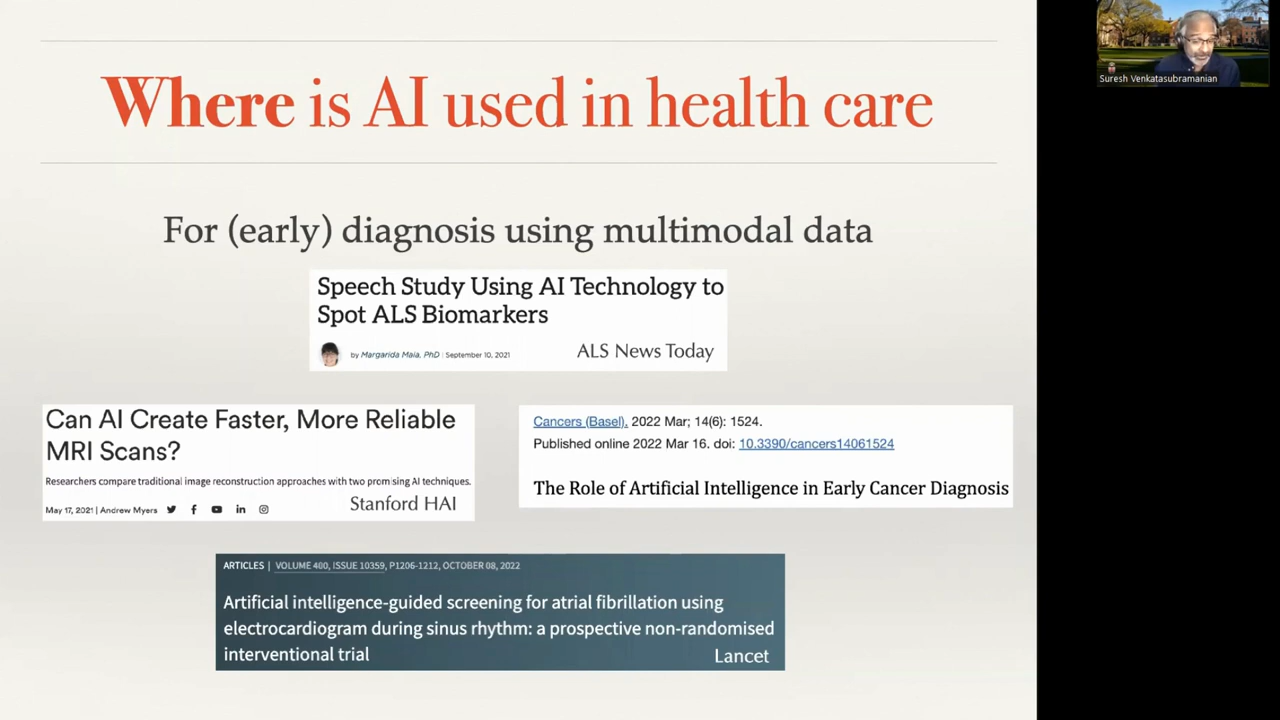 Where is AI used in health care
Suresh Venkatasubramanian
For (early) diagnosis using multimodal data
Speech Study Using AI Technology to
Spot ALS Biomarkers
by Margarida Maia, PhD | September 10, 2021
ALS News Today
Can AI Create Faster, More Reliable
MRI Scans?
Researchers compare traditional image reconstruction approaches with two promising AI techniques.
May 17, 2021 | Andrew Myers
Stanford HAI
Cancers (Basel). 2022 Mar; 14(6): 1524.
Published online 2022 Mar 16. doi: 10.3390/cancers14061524
The Role of Artificial Intelligence in Early Cancer Diagnosis
ARTICLES | VOLUME 400, ISSUE 10359, P1206-1212, OCTOBER 08, 2022
Artificial intelligence-guided screening for atrial fibrillation using
electrocardiogram during sinus rhythm: a prospective non-randomised
interventional trial
Lancet